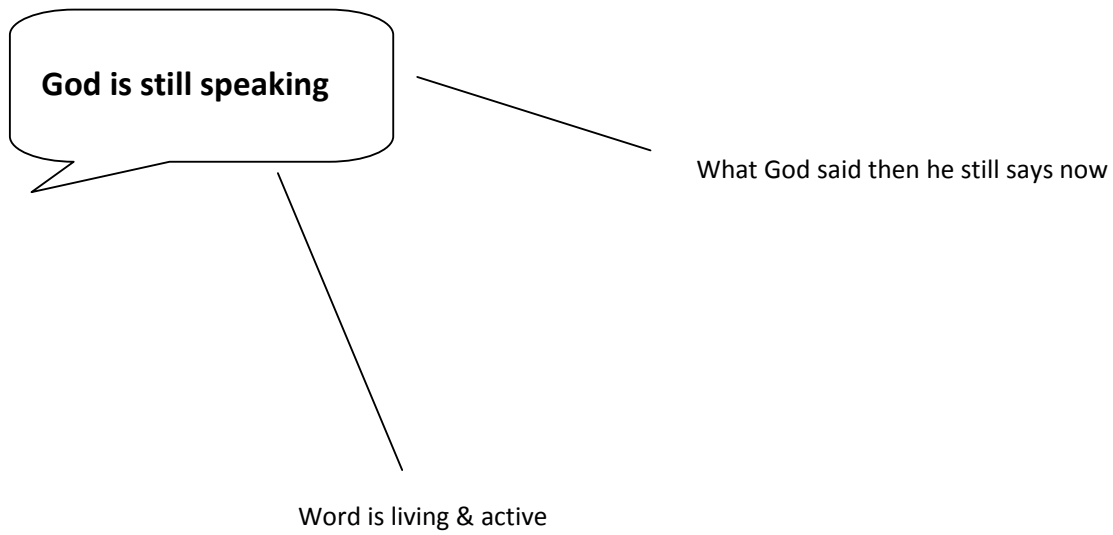 God is still speaking
What God said then he still says now
Word is living & active